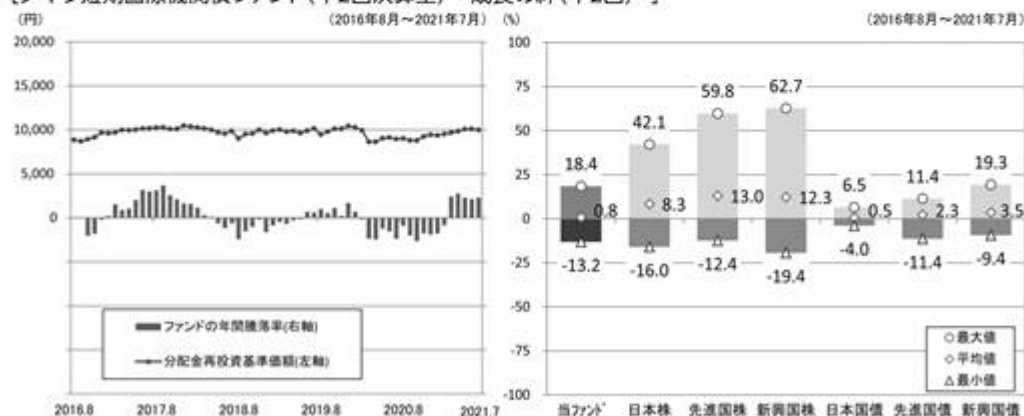 (円) (2016年8月～2021年7月)
20,000
15,000
10,000
5,000
0
ファンドの年間騰落率(右軸)
分配金再投資基準価額(左軸)
2016.8 2017.8 2018.8 2019.8 2020.8 2021.7
(%) (2016年8月～2021年7月)
100
75
50
25
0
-25
-50
-75
-100
18.4 42.1 59.8 62.7 6.5 11.4 19.3
0.8 8.3 13.0 12.3 0.5 2.3 3.5
-13.2 -16.0 -12.4 -19.4 -4.0 -11.4 -9.4
最大値
平均値
最小値
当ファンド 日本株 先進国株 新興国株 日本国債 先進国債 新興国債